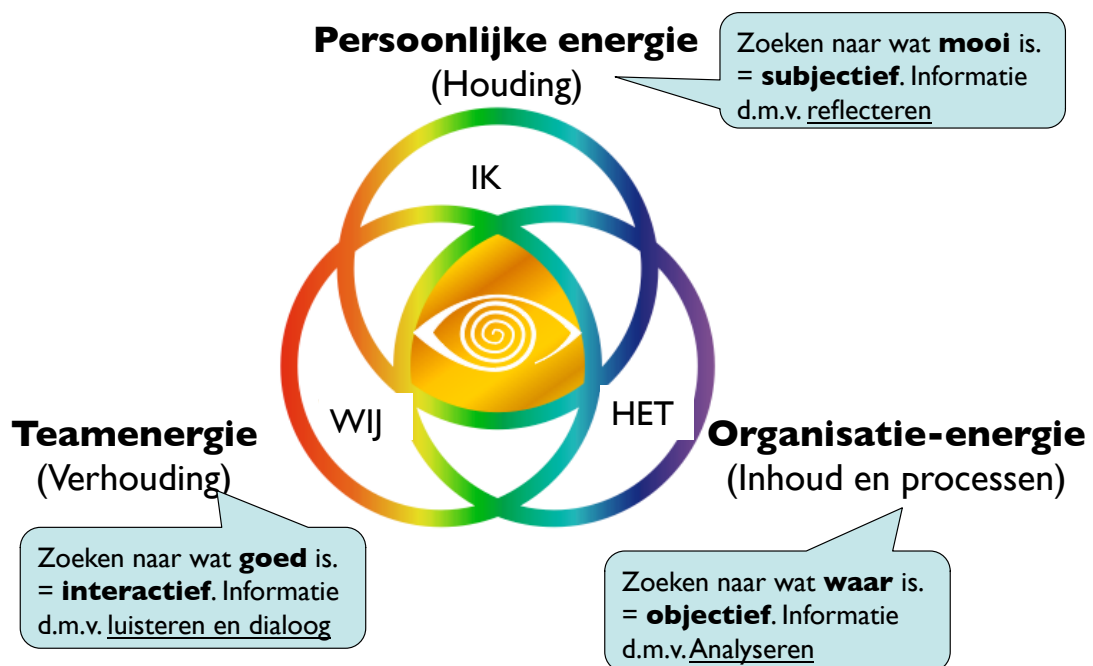 Persoonlijke energie
(Houding)
Zoeken naar wat mooi is.
= subjectief. Informatie
d.m.v. reflecteren
IK
WIJ
HET
Teamenergie
(Verhouding)
Organisatie-energie
(Inhoud en processen)
Zoeken naar wat goed is.
= interactief. Informatie
d.m.v. luisteren en dialoog
Zoeken naar wat waar is.
= objectief. Informatie
d.m.v. Analyseren